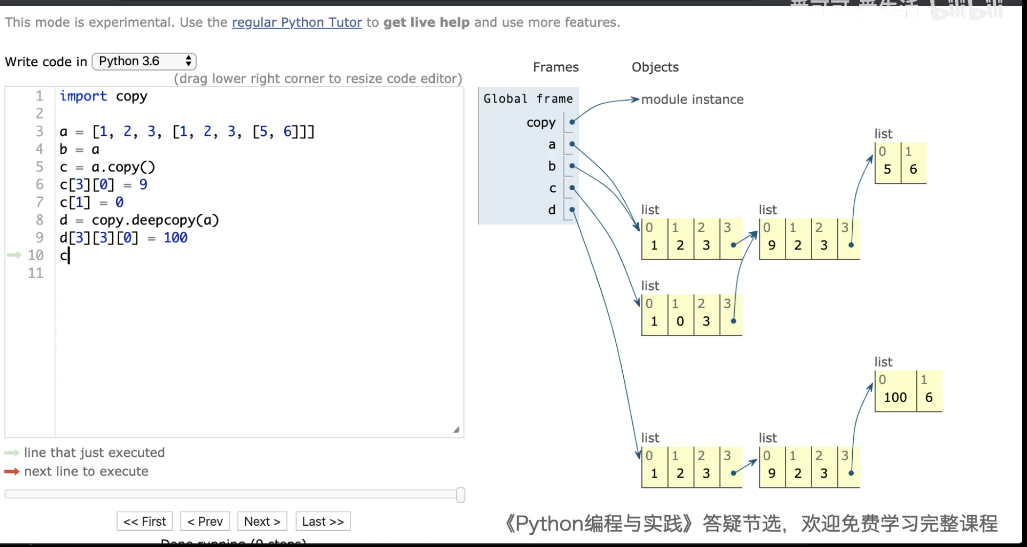 This mode is experimental. Use the regular Python Tutor to get live help and use more features.
Write code in Python 3.6
(drag lower right corner to resize code editor)
1 import copy
2
3 a = [1, 2, 3, [1, 2, 3, [5, 6]]]
4 b = a
5 c = a.copy()
6 c[3][0] = 9
7 c[1] = 0
8 d = copy.deepcopy(a)
9 d[3][3][0] = 100
10 c
11
line that just executed
next line to execute
<< First < Prev Next > Last >>
Done running (9 steps)
Frames Objects
Global frame
copy
a
b
c
d
module instance
list
0 1
5 6
list
0 1 2 3
1 2 3
list
0 1 2 3
9 2 3
list
0 1 2 3
1 0 3
list
0 1
100 6
list
0 1 2 3
1 2 3
list
0 1 2 3
9 2 3
《Python编程与实践》答疑节选，欢迎免费学习完整课程